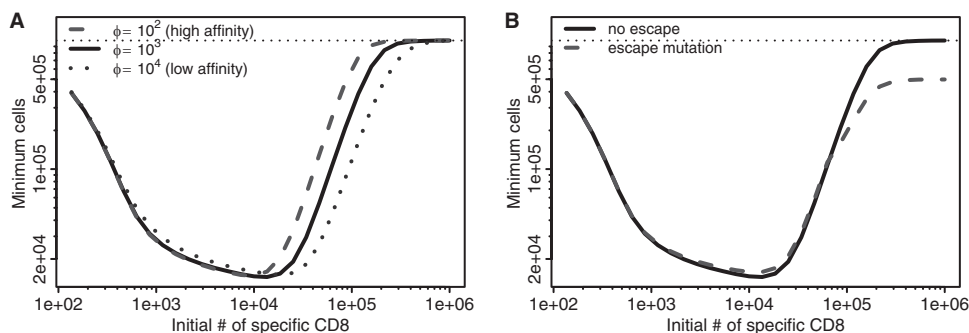 A
ϕ= 10² (high affinity)
ϕ= 10³
ϕ= 10⁴ (low affinity)
Minimum cells
5e+05
1e+05
2e+04
1e+02 1e+03 1e+04 1e+05 1e+06
Initial # of specific CD8
B
no escape
escape mutation
Minimum cells
5e+05
1e+05
2e+04
1e+02 1e+03 1e+04 1e+05 1e+06
Initial # of specific CD8